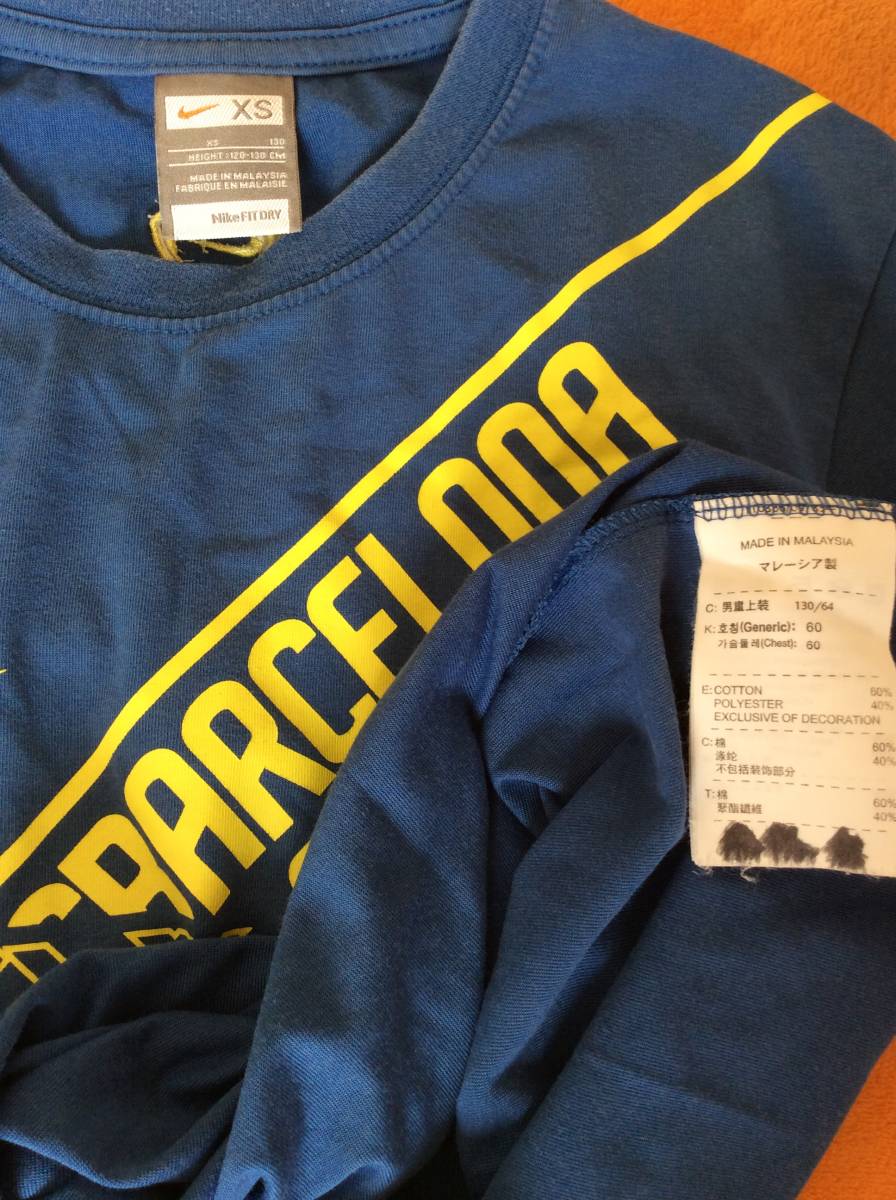 XS
XS 130
HEIGHT : 120-130 CM
MADE IN MALAYSIA
FABRIQUE EN MALAISIE
Nike FIT DRY
BARCELONA
MADE IN MALAYSIA
マレーシア製
C: 男童上装 130/64
K: 호칭(Generic): 60
가슴둘레(Chest): 60
E: COTTON 60%
POLYESTER 40%
EXCLUSIVE OF DECORATION
C: 棉 60%
涤纶 40%
不包括装饰部分
T: 棉 60%
聚酯纖維 40%